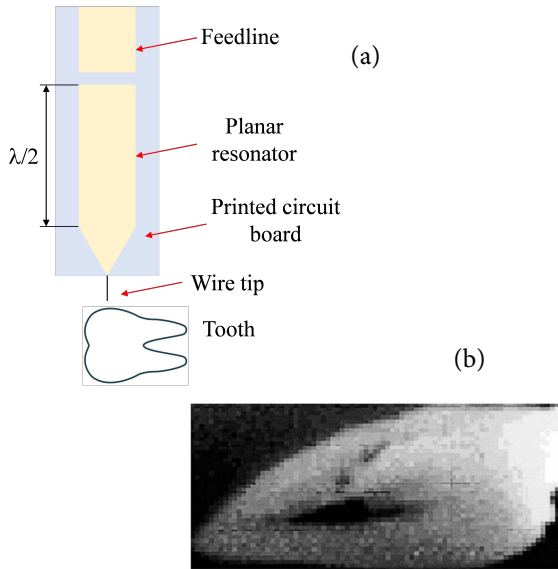 Feedline
(a)
λ/2
Planar
resonator
Printed circuit
board
Wire tip
Tooth
(b)